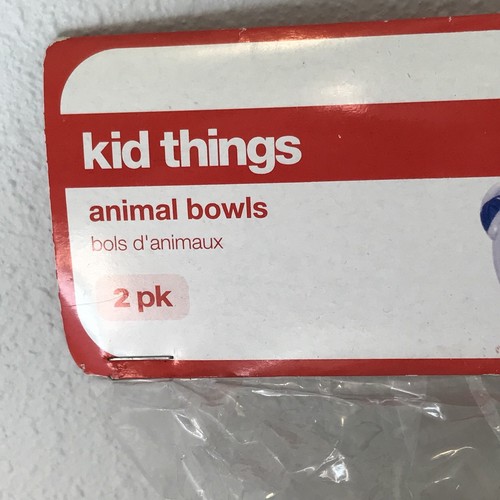 kid things
animal bowls
bols d'animaux
2 pk